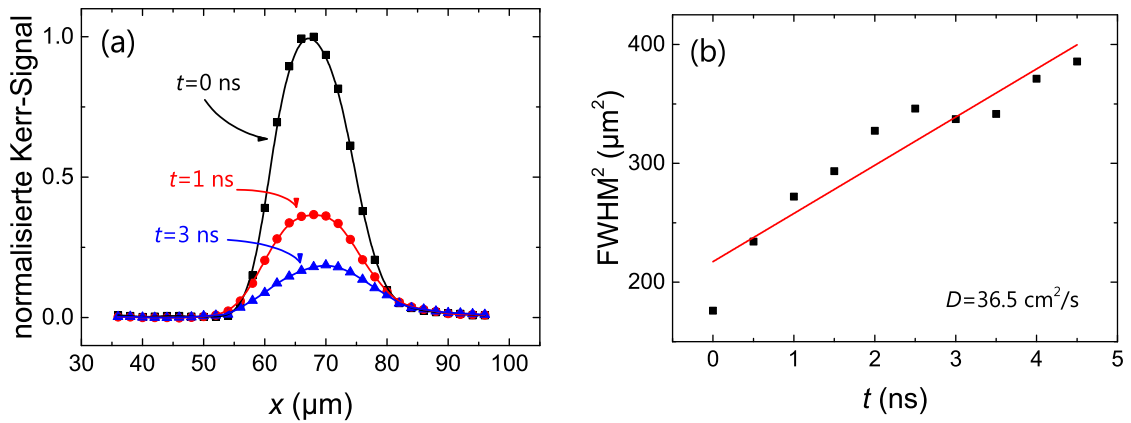 (a)
normalisierte Kerr-Signal
1.0
0.5
0.0
t=0 ns
t=1 ns
t=3 ns
40 50 60 70 80 90 100
x (µm)
(b)
FWHM² (µm²)
400
300
200
D=36.5 cm²/s
0 1 2 3 4 5
t (ns)